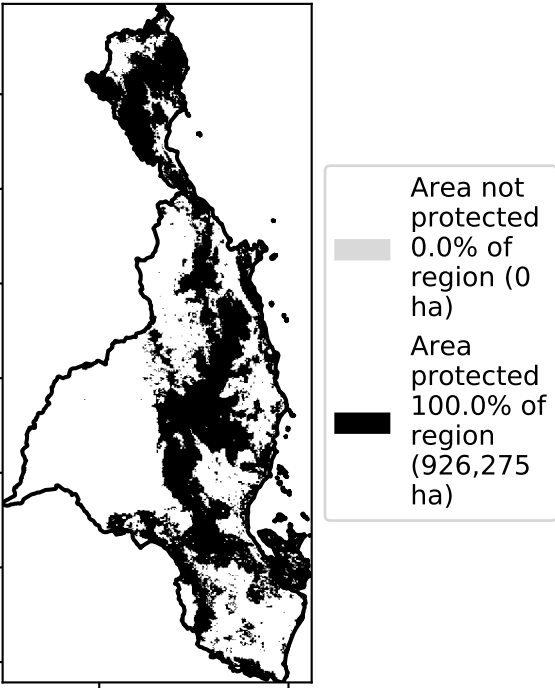 Area not
protected
0.0% of
region (0
ha)
Area
protected
100.0% of
region
(926,275
ha)